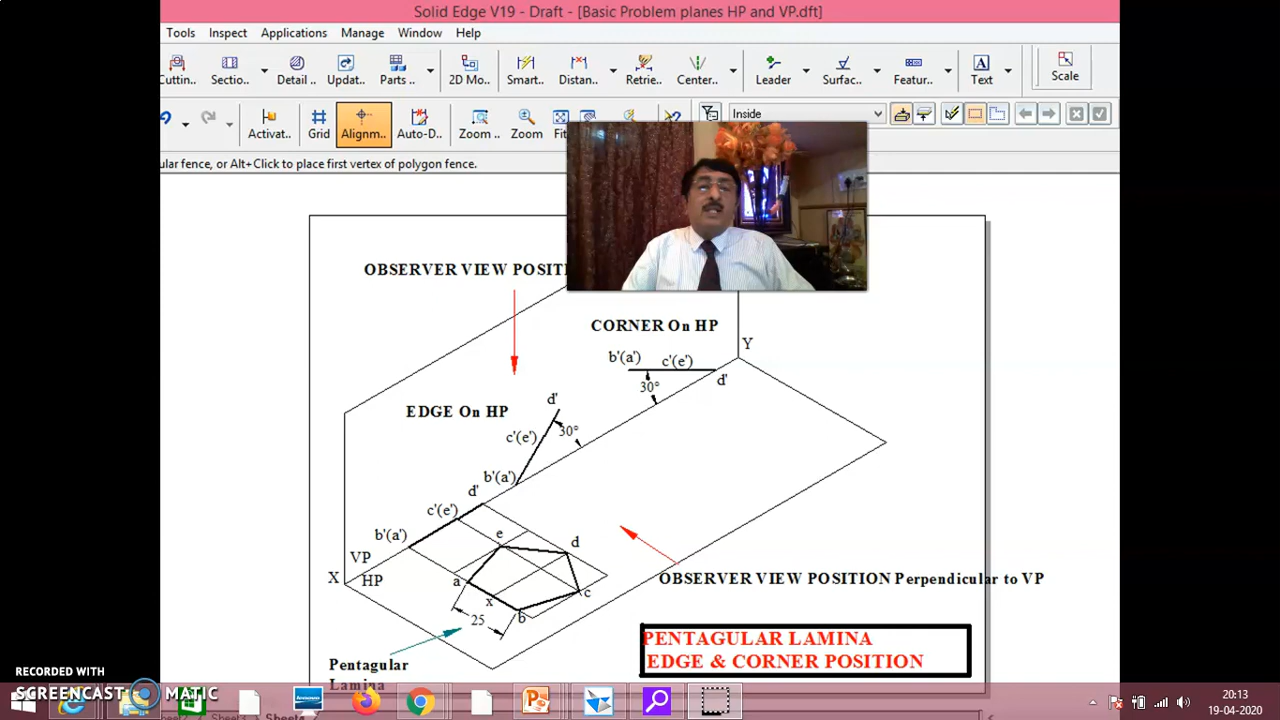 Solid Edge V19 - Draft - [Basic Problem planes HP and VP.dft]
Tools Inspect Applications Manage Window Help
Cuttin.. Sectio.. Detail .. Updat.. Parts .. 2D Mo.. Smart.. Distan.. Retrie.. Center.. Leader Surfac.. Featur.. Text Scale
Activat.. Grid Alignm.. Auto-D.. Zoom .. Zoom Fit Inside
ular fence, or Alt+Click to place first vertex of polygon fence.
OBSERVER VIEW POSITI
CORNER On HP
Y
b'(a') c'(e')
30° d'
EDGE On HP d'
c'(e') 30°
b'(a')
d'
c'(e')
b'(a') e d
VP
X HP a c
x b
25
OBSERVER VIEW POSITION Perpendicular to VP
PENTAGULAR LAMINA
EDGE & CORNER POSITION
Pentagular
Lamina
RECORDED WITH
SCREENCAST MATIC
20:13
19-04-2020